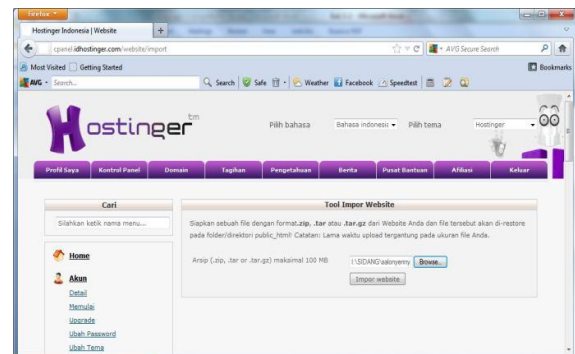 Firefox
Hostinger Indonesia | Website
cpanel.idhostinger.com/website/import
AVG Secure Search
Most Visited Getting Started Bookmarks
AVG Search... Search Safe Weather Facebook Speedtest
Hostinger tm
Pilih bahasa Bahasa indonesia Pilih tema Hostinger
Profil Saya Kontrol Panel Domain Tagihan Pengetahuan Berita Pusat Bantuan Afiliasi Keluar
Cari
Silahkan ketik nama menu...
Home
Akun
Detail
Memulai
Upgrade
Ubah Password
Ubah Tema
Tool Impor Website
Siapkan sebuah file dengan format.zip, .tar atau .tar.gz dari Website Anda dan file tersebut akan di-restore
pada folder/direktori public_html! Catatan: Lama waktu upload tergantung pada ukuran file Anda.
Arsip (.zip, .tar or .tar.gz) maksimal 100 MB I:\SIDANG\salonyenny Browse..
Impor website